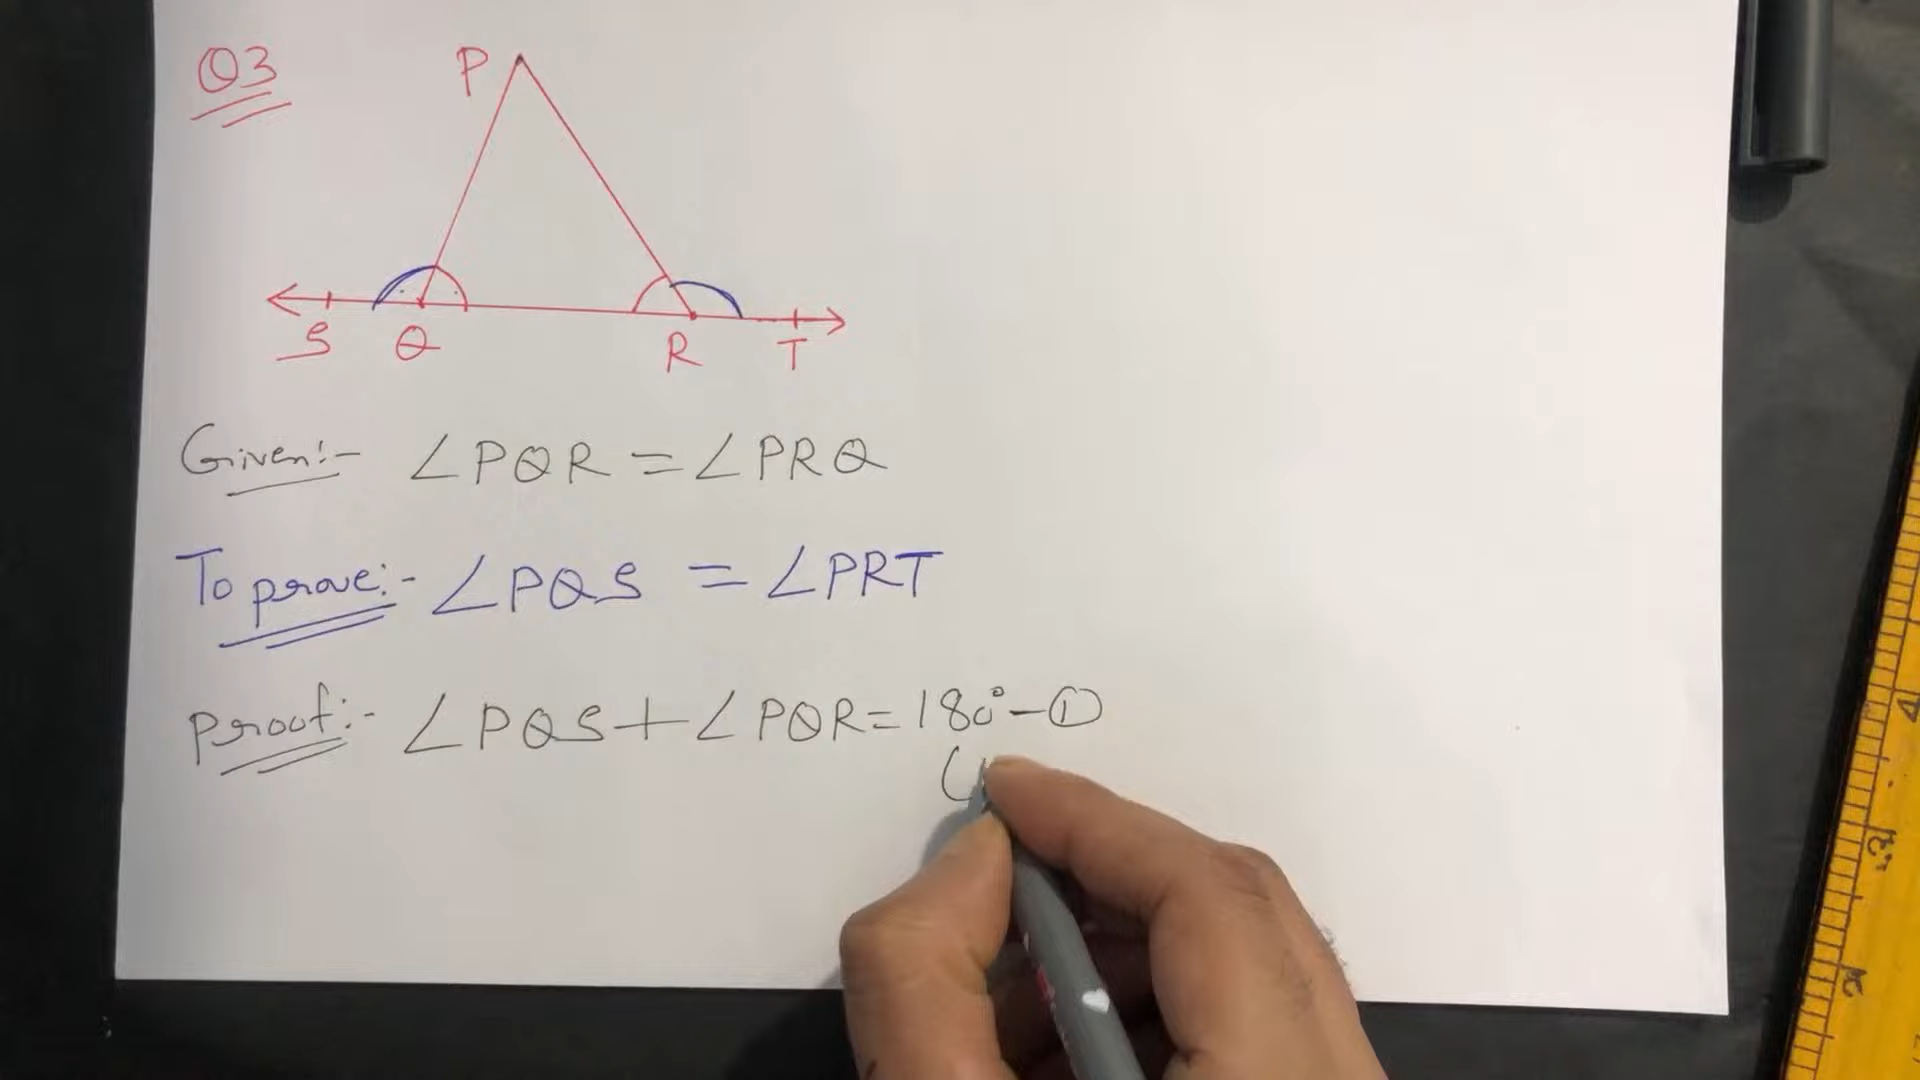 Q3
P
S Q R T
Given:- ∠PQR = ∠PRQ
To prove:- ∠PQS = ∠PRT
Proof:- ∠PQS + ∠PQR = 180° - ①
(